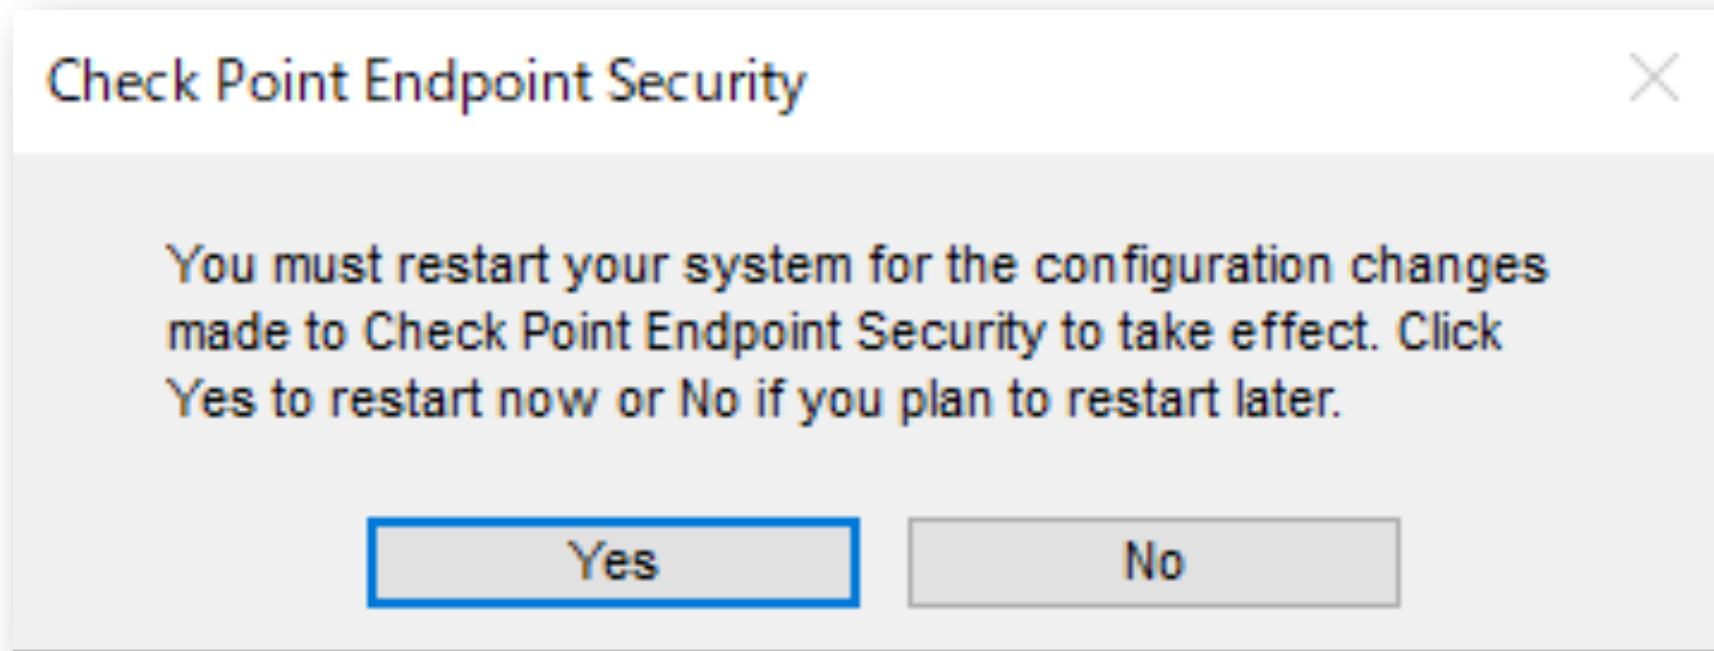 Check Point Endpoint Security
You must restart your system for the configuration changes
made to Check Point Endpoint Security to take effect. Click
Yes to restart now or No if you plan to restart later.
Yes
No